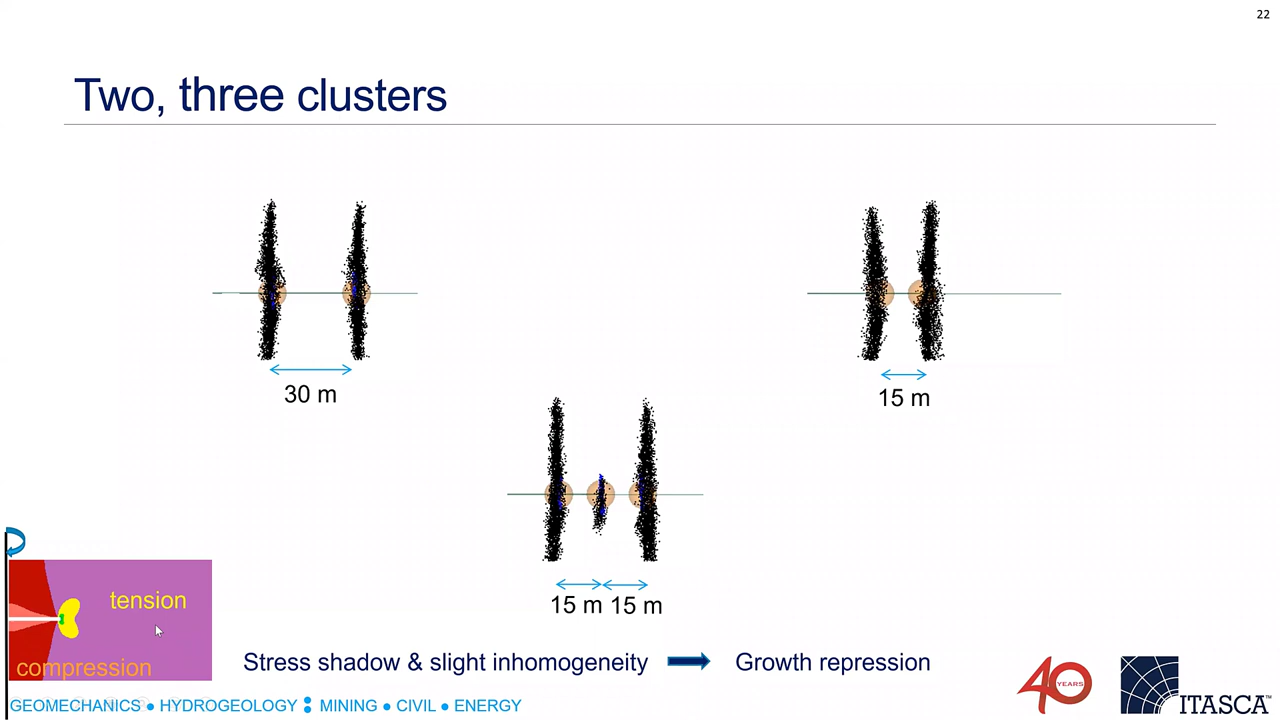 22
Two, three clusters
30 m
15 m
15 m 15 m
tension
compression
Stress shadow & slight inhomogeneity
Growth repression
GEOMECHANICS ● HYDROGEOLOGY
MINING ● CIVIL ● ENERGY
40 YEARS
ITASCA™